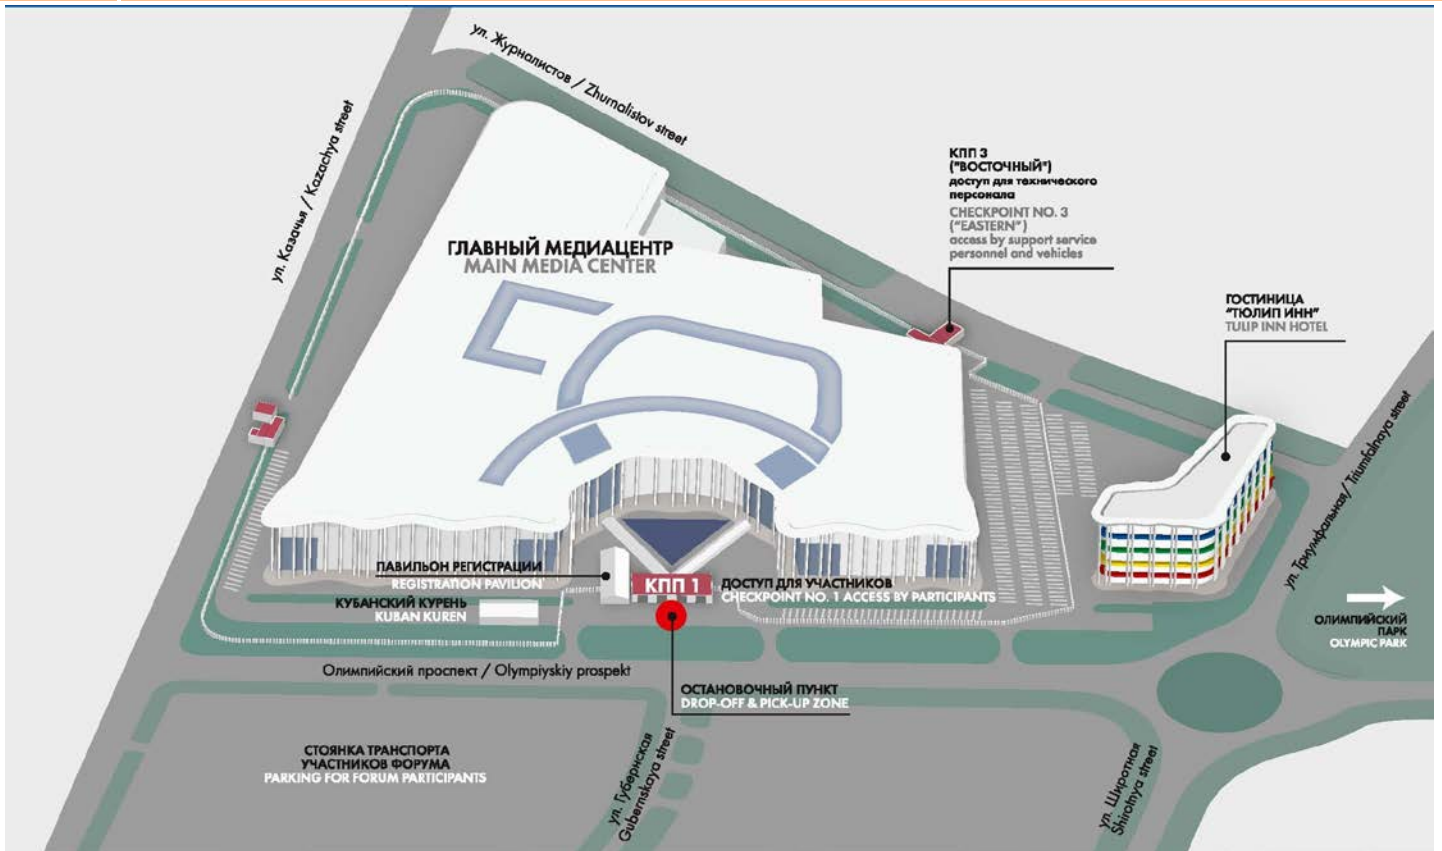 ул. Журналистов / Zhurnalistov street
ул. Казачья / Kazachya street
КПП 3
("ВОСТОЧНЫЙ")
доступ для технического
персонала
CHECKPOINT NO. 3
("EASTERN")
access by support service
personnel and vehicles
ГЛАВНЫЙ МЕДИАЦЕНТР
MAIN MEDIA CENTER
ГОСТИНИЦА
"ТЮЛИП ИНН"
TULIP INN HOTEL
ул. Триумфальная / Triumfalnaya street
ПАВИЛЬОН РЕГИСТРАЦИИ
REGISTRATION PAVILION
КПП 1
ДОСТУП ДЛЯ УЧАСТНИКОВ
CHECKPOINT NO. 1 ACCESS BY PARTICIPANTS
КУБАНСКИЙ КУРЕНЬ
KUBAN KUREN
ОЛИМПИЙСКИЙ
ПАРК
OLYMPIC PARK
Олимпийский проспект / Olympiyskiy prospekt
ОСТАНОВОЧНЫЙ ПУНКТ
DROP-OFF & PICK-UP ZONE
СТОЯНКА ТРАНСПОРТА
УЧАСТНИКОВ ФОРУМА
PARKING FOR FORUM PARTICIPANTS
ул. Губернская
Gubernskaya street
ул. Широтная
Shirotnya street